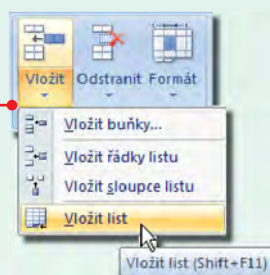 Vložit Odstranit Formát
Vložit buňky...
Vložit řádky listu
Vložit sloupce listu
Vložit list
Vložit list (Shift+F11)